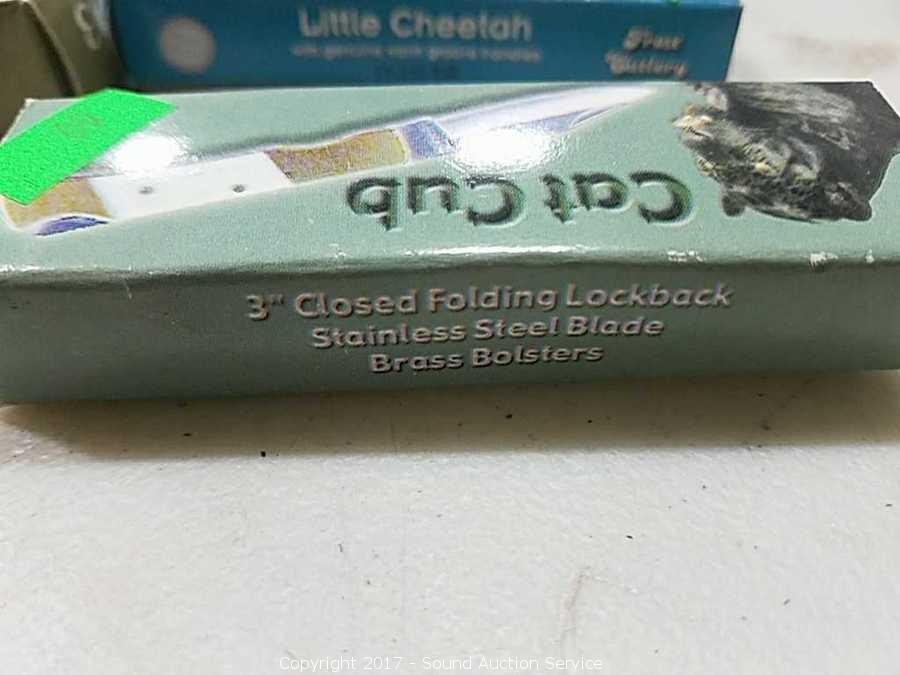 Little Cheetah
Frost
Cutlery
Cat Cub
3" Closed Folding Lockback
Stainless Steel Blade
Brass Bolsters
Copyright 2017 - Sound Auction Service